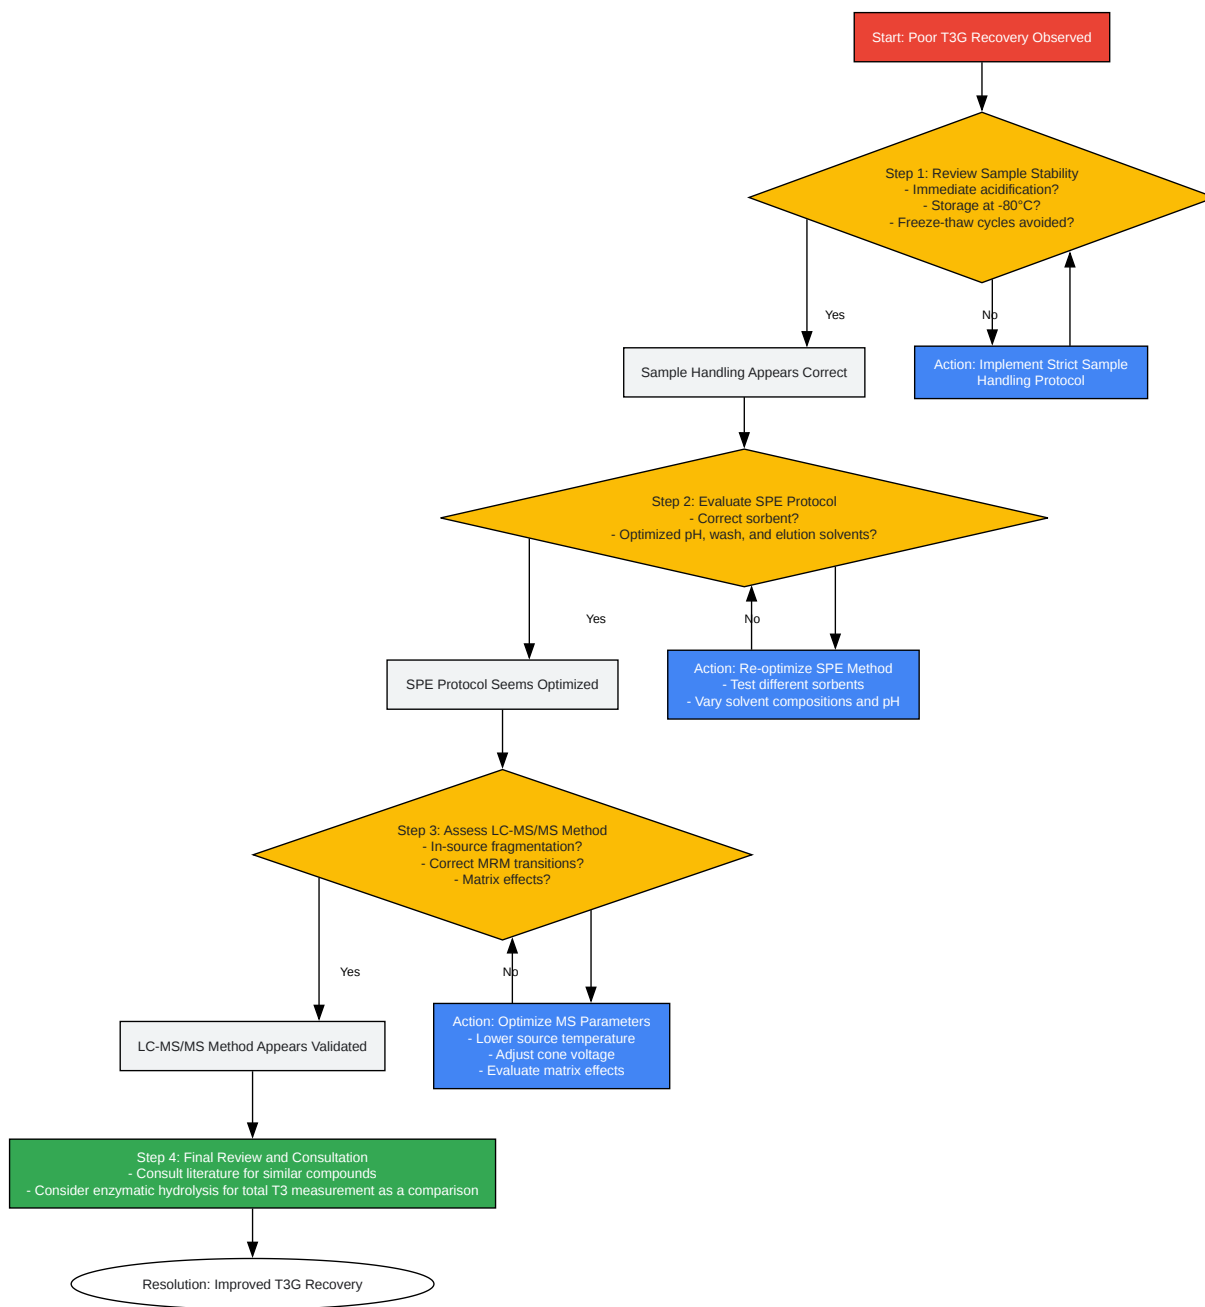 Start: Poor T3G Recovery Observed
Step 1: Review Sample Stability
- Immediate acidification?
- Storage at -80°C?
- Freeze-thaw cycles avoided?
Yes
No
Sample Handling Appears Correct
Action: Implement Strict Sample
Handling Protocol
Step 2: Evaluate SPE Protocol
- Correct sorbent?
- Optimized pH, wash, and elution solvents?
Yes
No
SPE Protocol Seems Optimized
Action: Re-optimize SPE Method
- Test different sorbents
- Vary solvent compositions and pH
Step 3: Assess LC-MS/MS Method
- In-source fragmentation?
- Correct MRM transitions?
- Matrix effects?
Yes
No
LC-MS/MS Method Appears Validated
Action: Optimize MS Parameters
- Lower source temperature
- Adjust cone voltage
- Evaluate matrix effects
Step 4: Final Review and Consultation
- Consult literature for similar compounds
- Consider enzymatic hydrolysis for total T3 measurement as a comparison
Resolution: Improved T3G Recovery